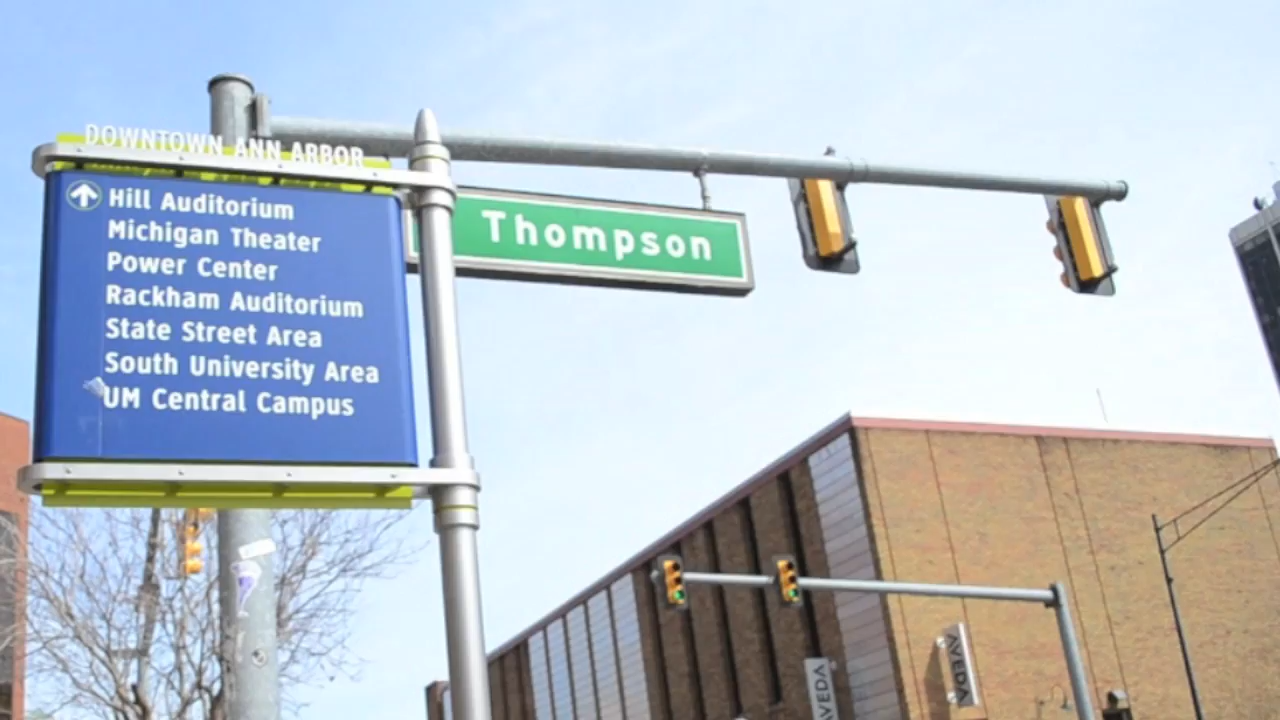 DOWNTOWN ANN ARBOR
Hill Auditorium
Michigan Theater
Power Center
Rackham Auditorium
State Street Area
South University Area
UM Central Campus
Thompson
AVEDA
AVEDA